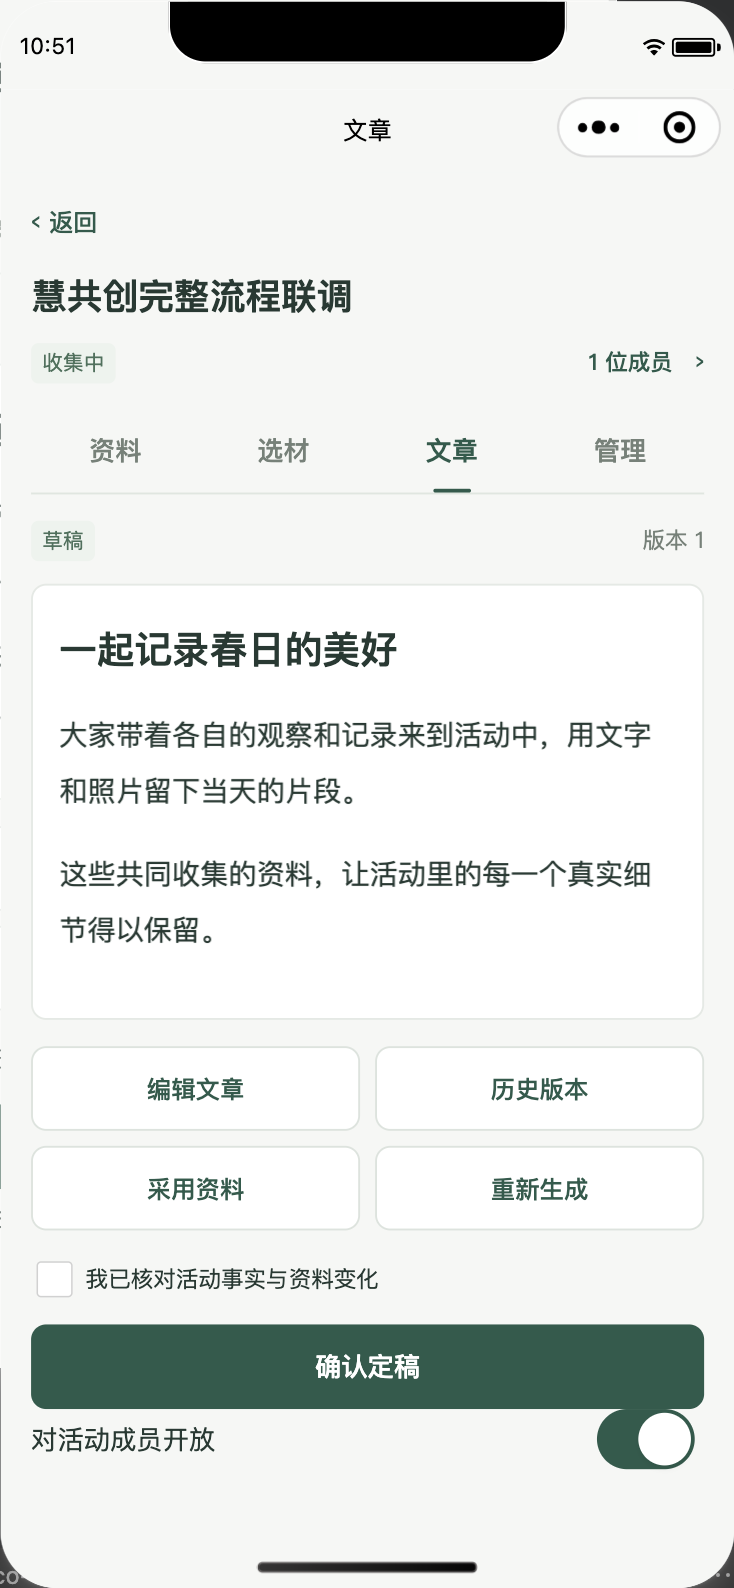 10:51
文章
返回
慧共创完整流程联调
收集中
1 位成员
资料 选材 文章 管理
草稿
版本 1
一起记录春日的美好
大家带着各自的观察和记录来到活动中，用文字
和照片留下当天的片段。
这些共同收集的资料，让活动里的每一个真实细
节得以保留。
编辑文章 历史版本
采用资料 重新生成
我已核对活动事实与资料变化
确认定稿
对活动成员开放